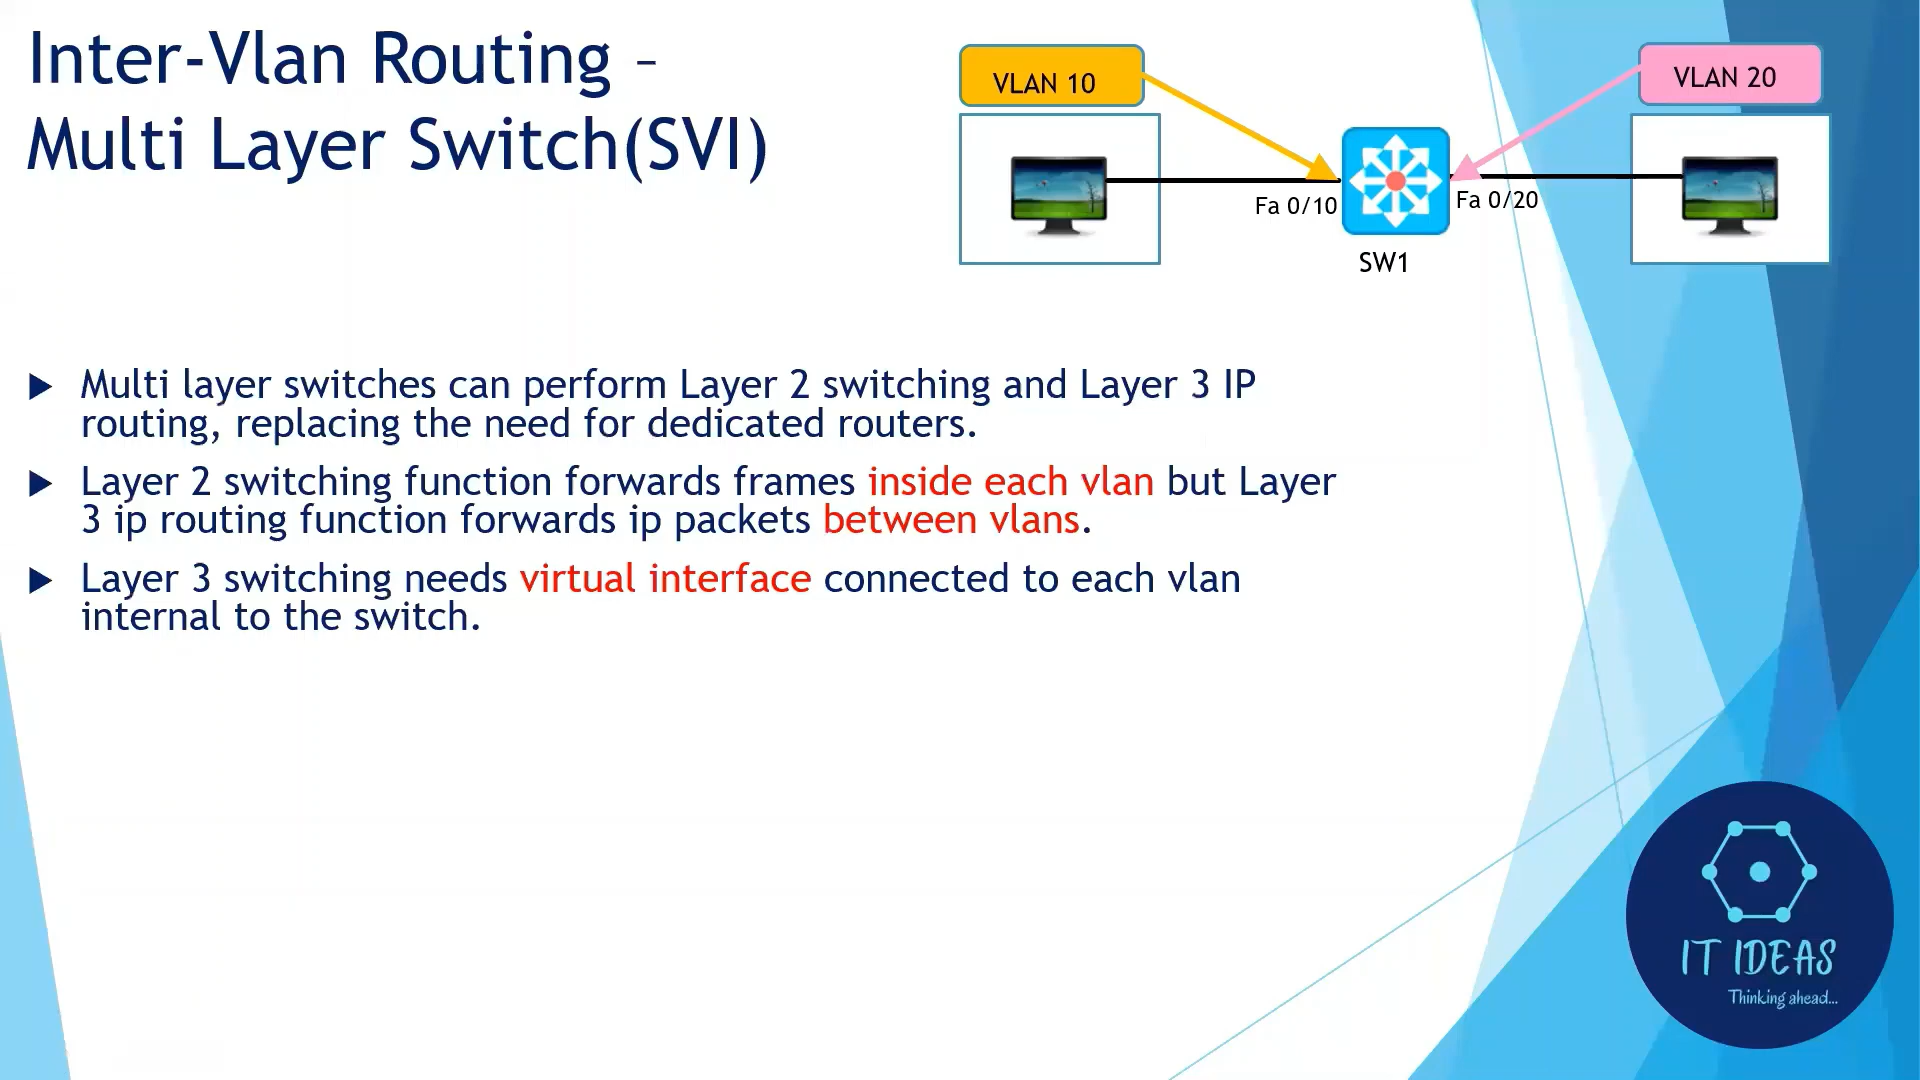 Inter-Vlan Routing –
Multi Layer Switch(SVI)
VLAN 10
VLAN 20
Fa 0/10
Fa 0/20
SW1
Multi layer switches can perform Layer 2 switching and Layer 3 IP
routing, replacing the need for dedicated routers.
Layer 2 switching function forwards frames inside each vlan but Layer
3 ip routing function forwards ip packets between vlans.
Layer 3 switching needs virtual interface connected to each vlan
internal to the switch.
IT IDEAS
Thinking ahead...